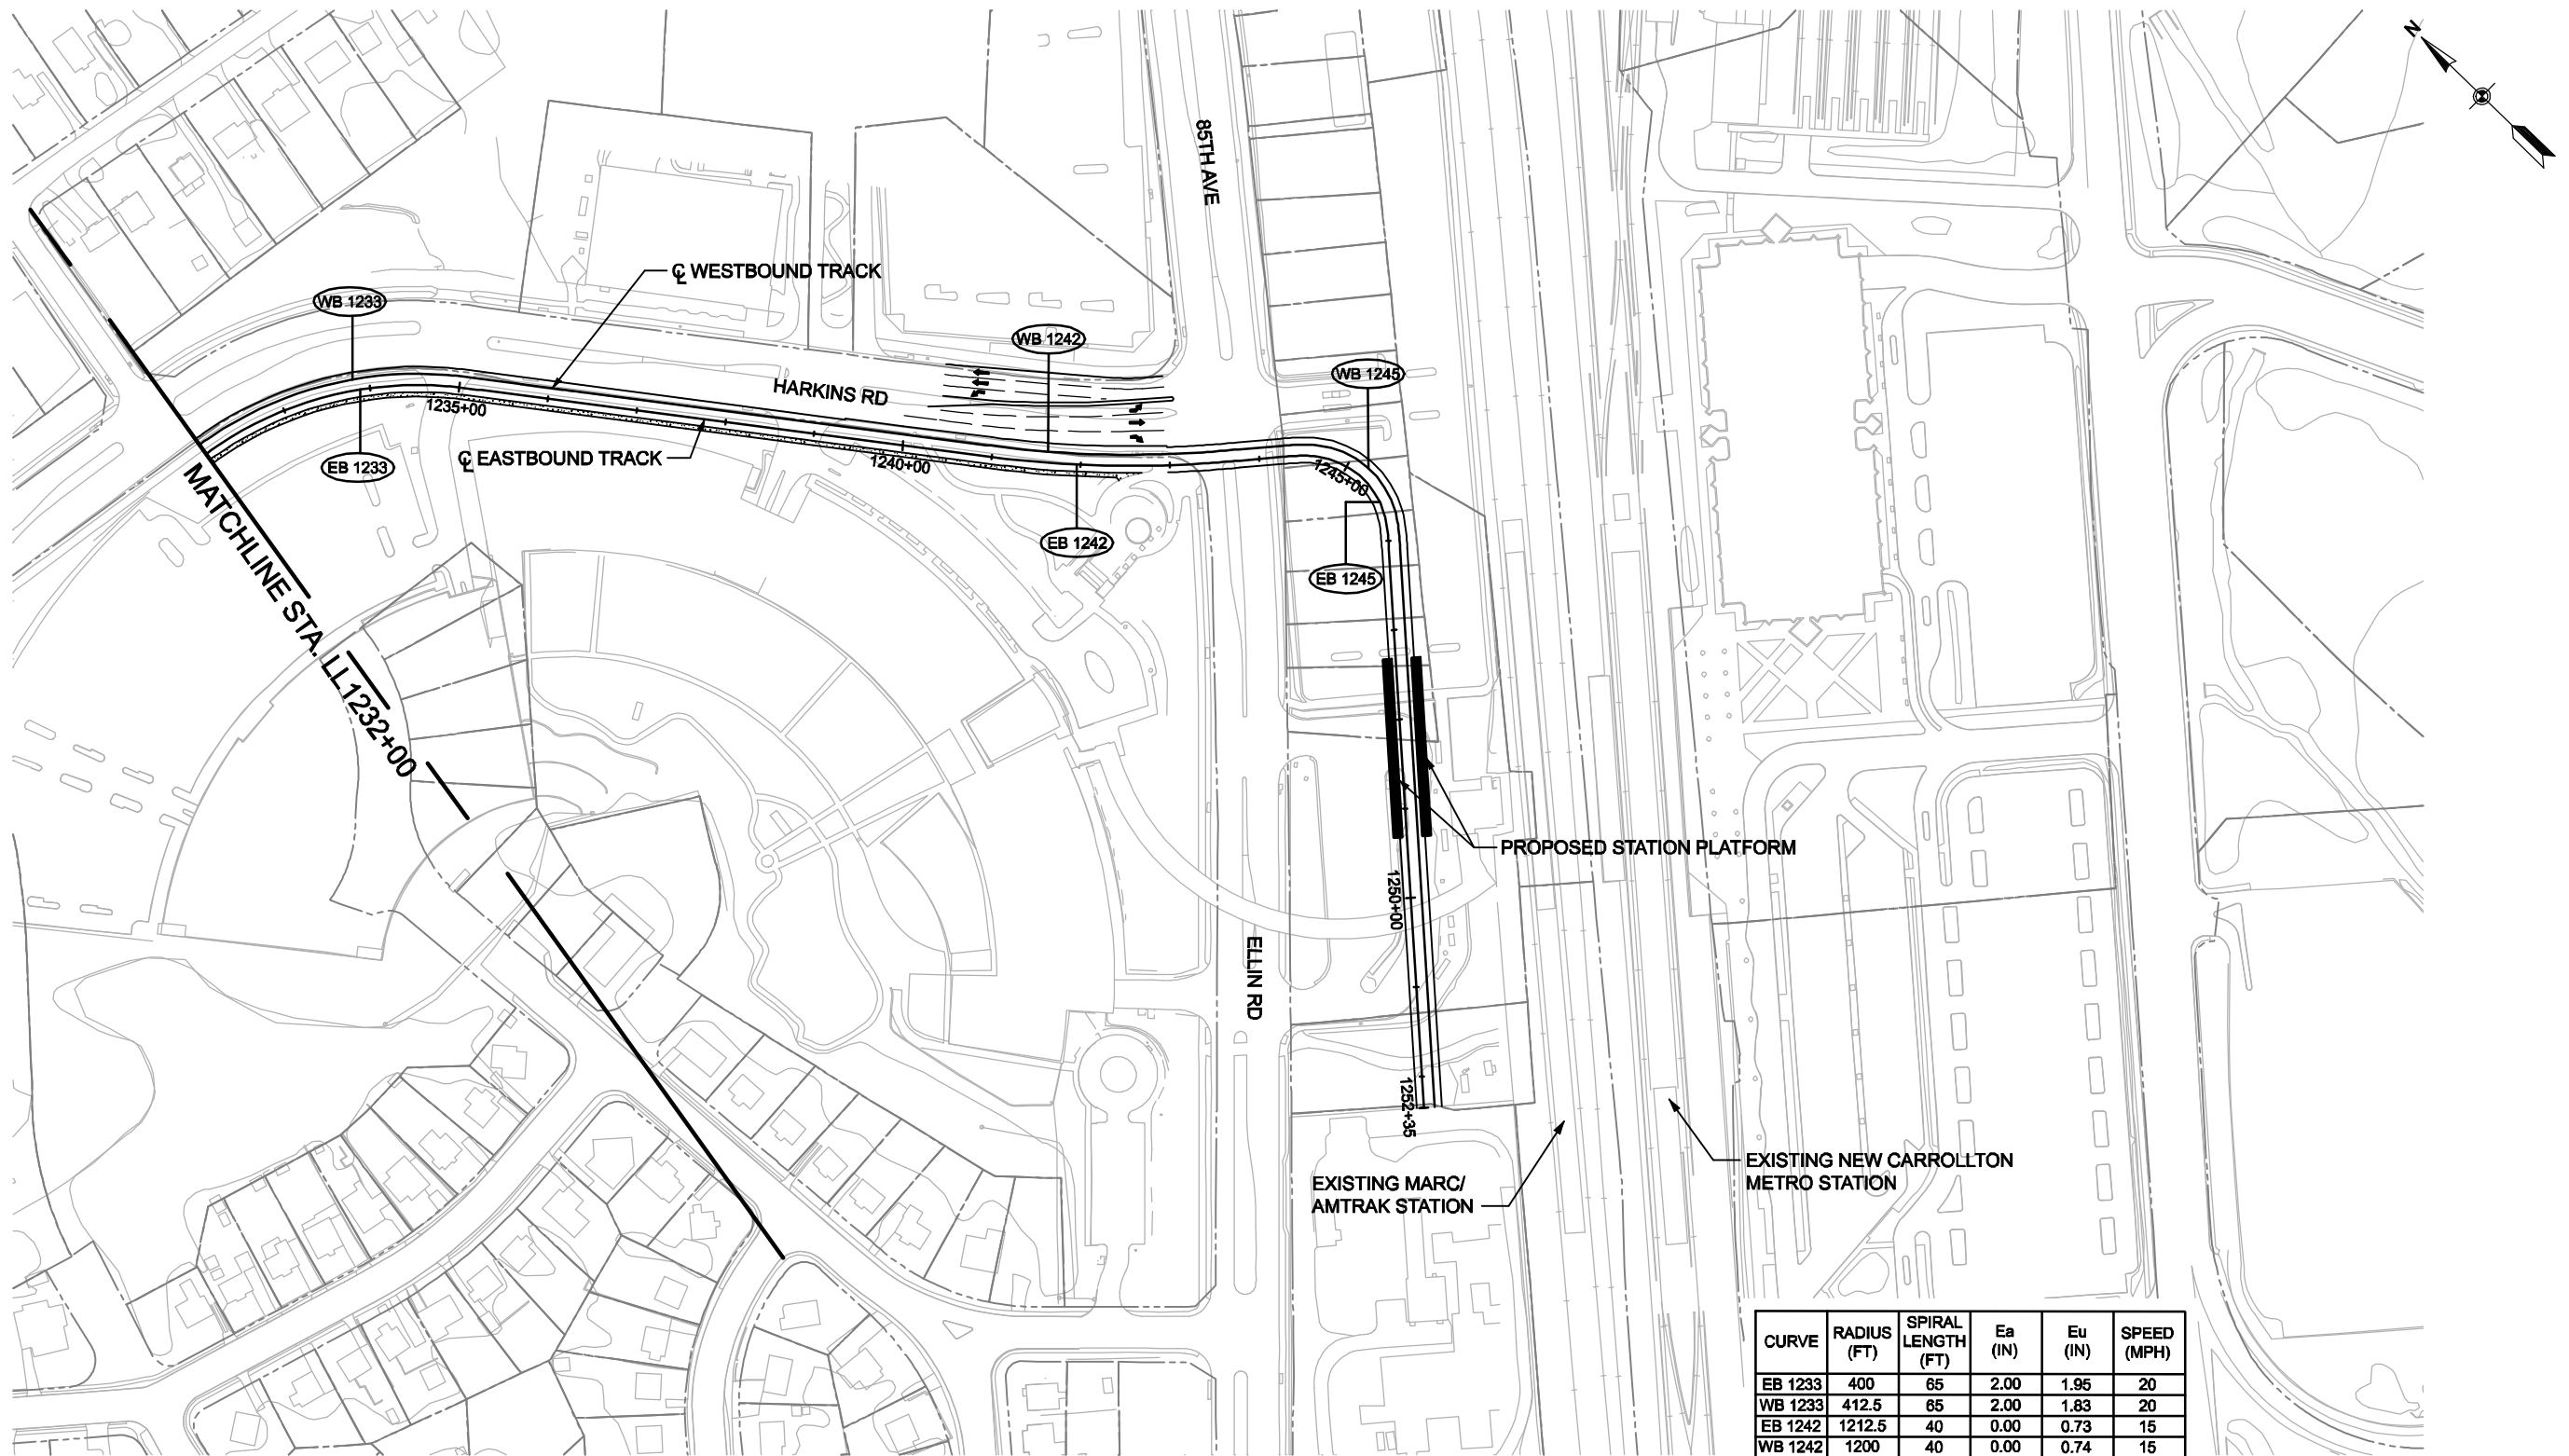 N
85TH AVE
℄ WESTBOUND TRACK
WB 1233
WB 1242
WB 1245
HARKINS RD
1235+00
℄ EASTBOUND TRACK
EB 1233
1240+00
1245+00
EB 1242
EB 1245
MATCHLINE STA. LL1232+00
PROPOSED STATION PLATFORM
1250+00
ELLIN RD
1252+35
EXISTING MARC/
AMTRAK STATION
EXISTING NEW CARROLLTON
METRO STATION
CURVE RADIUS (FT) SPIRAL LENGTH (FT) Ea (IN) Eu (IN) SPEED (MPH)
EB 1233 400 65 2.00 1.95 20
WB 1233 412.5 65 2.00 1.83 20
EB 1242 1212.5 40 0.00 0.73 15
WB 1242 1200 40 0.00 0.74 15